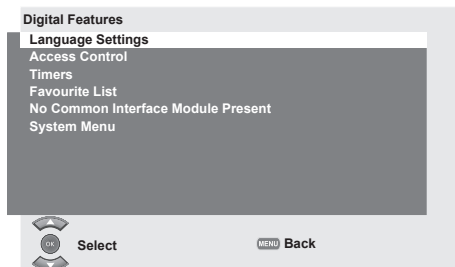 Digital Features
Language Settings
Access Control
Timers
Favourite List
No Common Interface Module Present
System Menu
OK Select MENU Back